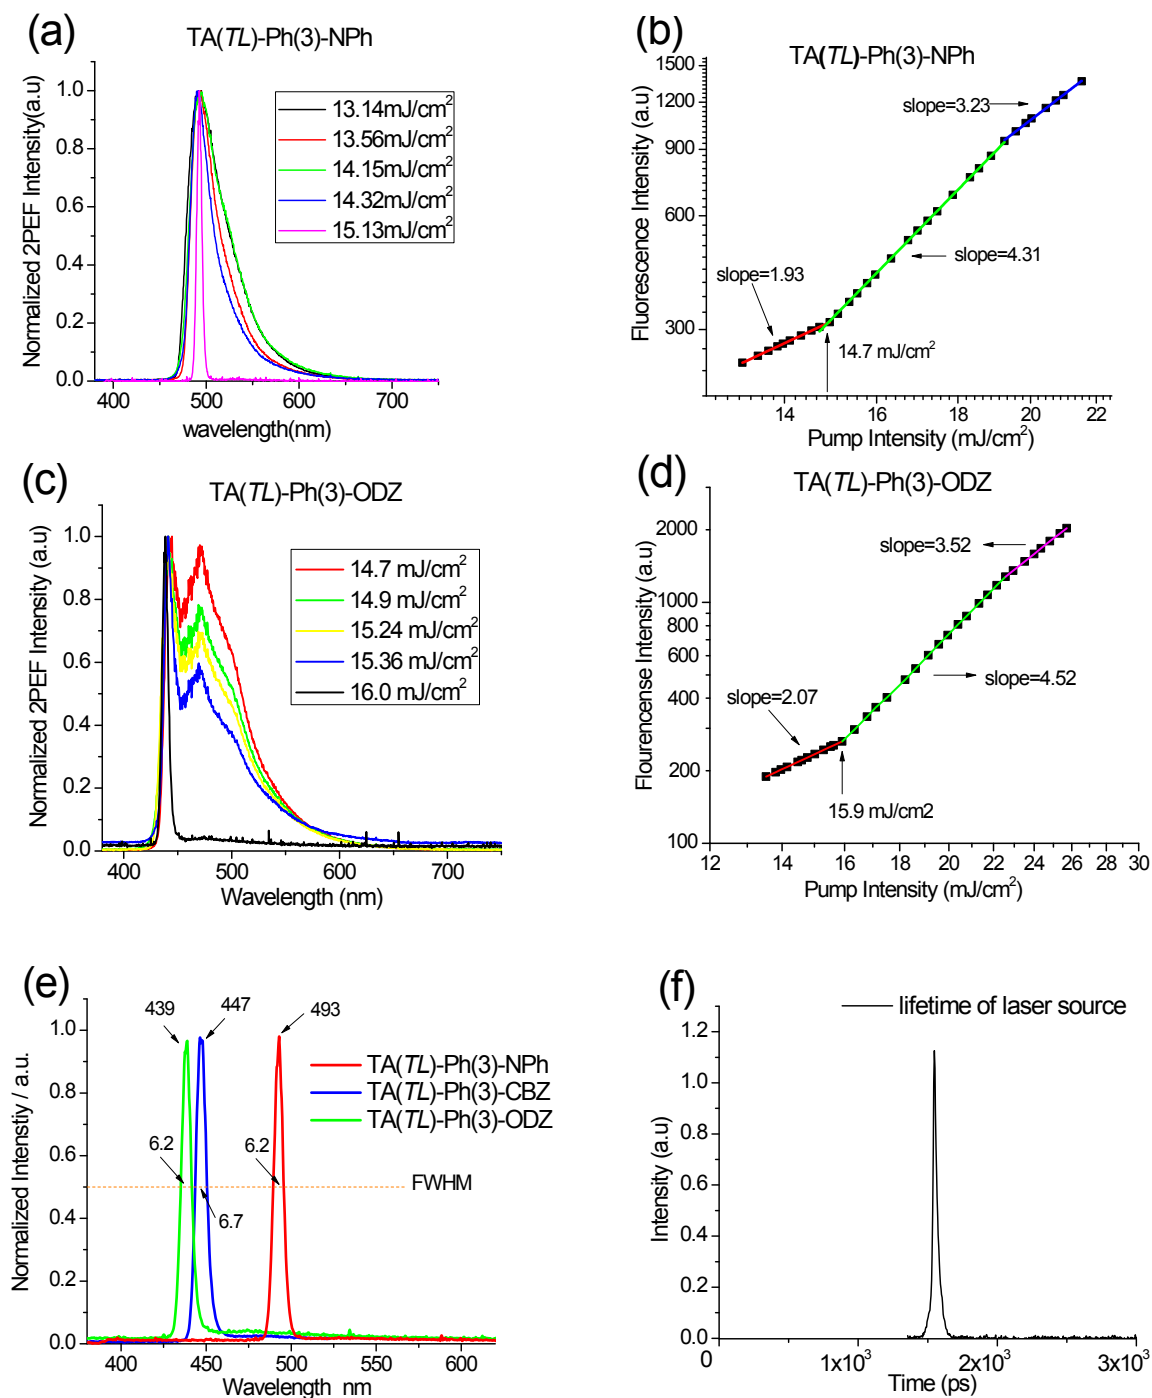 (a)
TA(TL)-Ph(3)-NPh
Normalized 2PEF Intensity(a.u)
1.0
0.8
0.6
0.4
0.2
0.0
13.14mJ/cm²
13.56mJ/cm²
14.15mJ/cm²
14.32mJ/cm²
15.13mJ/cm²
400 500 600 700
wavelength(nm)
(b)
TA(TL)-Ph(3)-NPh
Fluorescence Intensity (a.u)
1500
1200
900
600
300
slope=3.23
slope=4.31
slope=1.93
14.7 mJ/cm²
14 16 18 20 22
Pump Intensity (mJ/cm²)
(c)
TA(TL)-Ph(3)-ODZ
Normalized 2PEF Intensity (a.u)
1.0
0.8
0.6
0.4
0.2
0.0
14.7 mJ/cm²
14.9 mJ/cm²
15.24 mJ/cm²
15.36 mJ/cm²
16.0 mJ/cm²
400 500 600 700
Wavelength (nm)
(d)
TA(TL)-Ph(3)-ODZ
Flourencense Intensity (a.u)
2000
1000
800
600
400
200
100
slope=3.52
slope=4.52
slope=2.07
15.9 mJ/cm2
12 14 16 18 20 22 24 26 28 30
Pump Intensity (mJ/cm²)
(e)
Normalized Intenstiy / a.u.
1.0
0.8
0.6
0.4
0.2
0.0
439
447
493
TA(TL)-Ph(3)-NPh
TA(TL)-Ph(3)-CBZ
TA(TL)-Ph(3)-ODZ
6.2
6.2
6.7
FWHM
400 450 500 550 600
Wavelength nm
(f)
lifetime of laser source
Intensity (a.u)
1.2
1.0
0.8
0.6
0.4
0.2
0.0
0 1x10³ 2x10³ 3x10³
Time (ps)